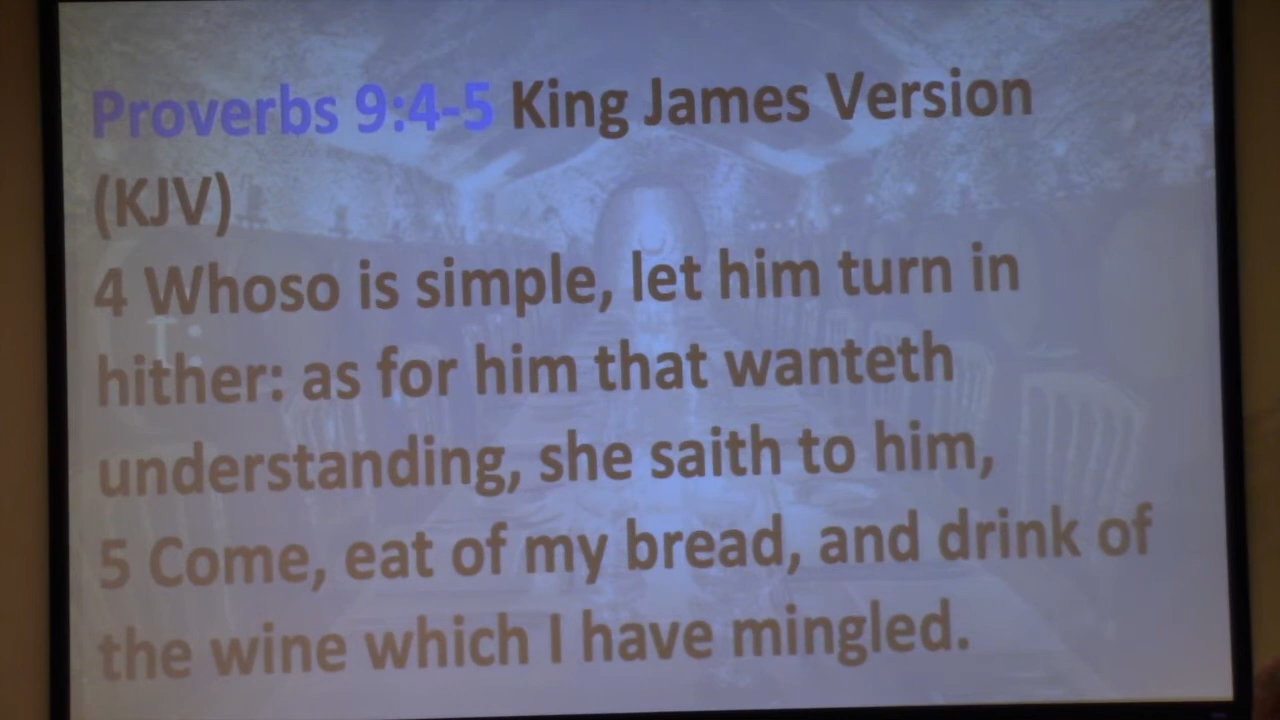 Proverbs 9:4-5 King James Version
(KJV)
4 Whoso is simple, let him turn in
hither: as for him that wanteth
understanding, she saith to him,
5 Come, eat of my bread, and drink of
the wine which I have mingled.